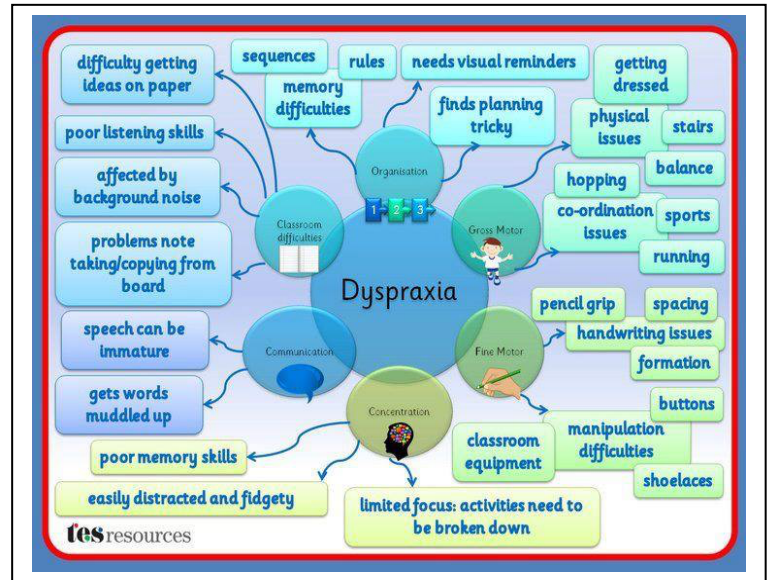 difficulty getting
ideas on paper
poor listening skills
affected by
background noise
problems note
taking/copying from
board
Classroom
difficulties
sequences
rules
memory
difficulties
needs visual reminders
finds planning
tricky
Organisation
1 2 3
getting
dressed
physical
issues
stairs
balance
hopping
co-ordination
issues
sports
running
Gross Motor
Dyspraxia
speech can be
immature
gets words
muddled up
Communication
pencil grip
spacing
handwriting issues
formation
Fine Motor
buttons
manipulation
difficulties
classroom
equipment
shoelaces
Concentration
poor memory skills
easily distracted and fidgety
limited focus: activities need to
be broken down
tes resources